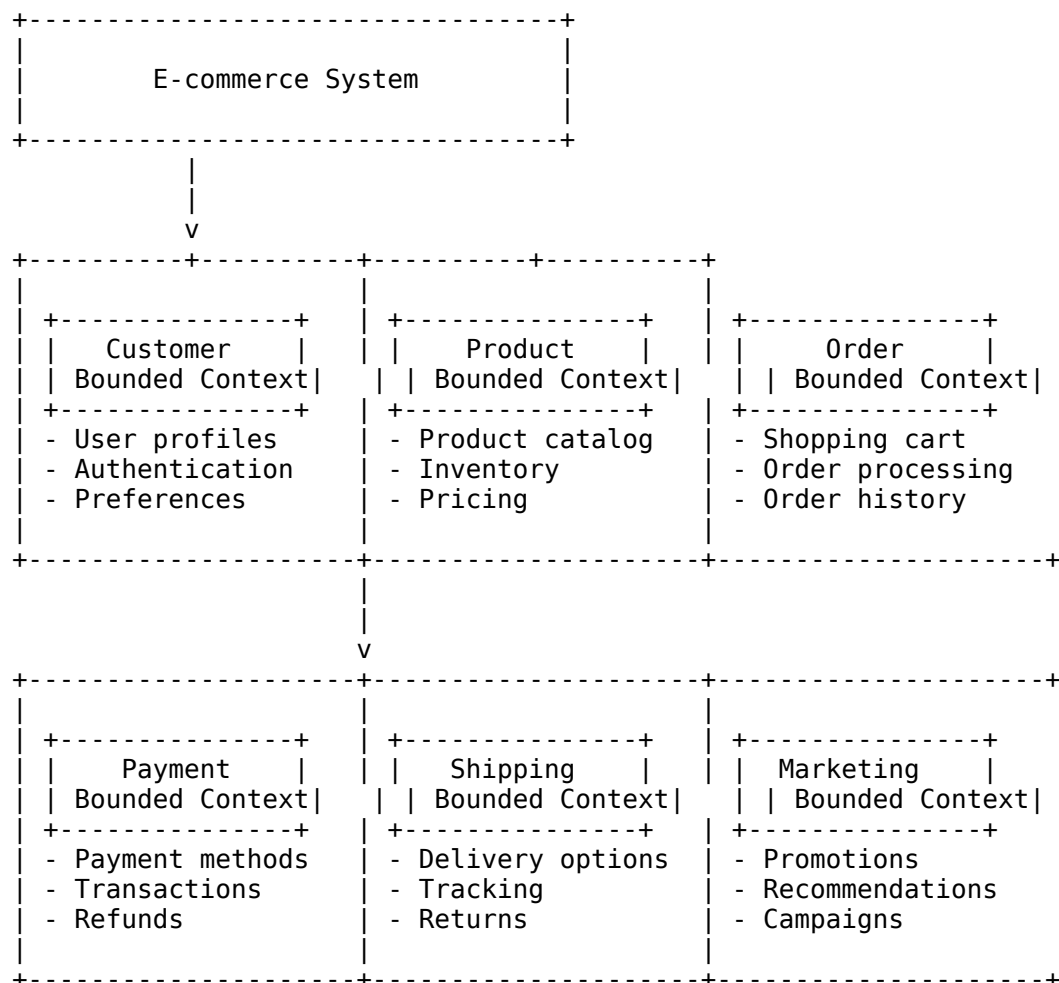 E-commerce System
Customer Product Order
Bounded Context Bounded Context Bounded Context
- User profiles - Product catalog - Shopping cart
- Authentication - Inventory - Order processing
- Preferences - Pricing - Order history
v
v
Payment Shipping Marketing
Bounded Context Bounded Context Bounded Context
- Payment methods - Delivery options - Promotions
- Transactions - Tracking - Recommendations
- Refunds - Returns - Campaigns